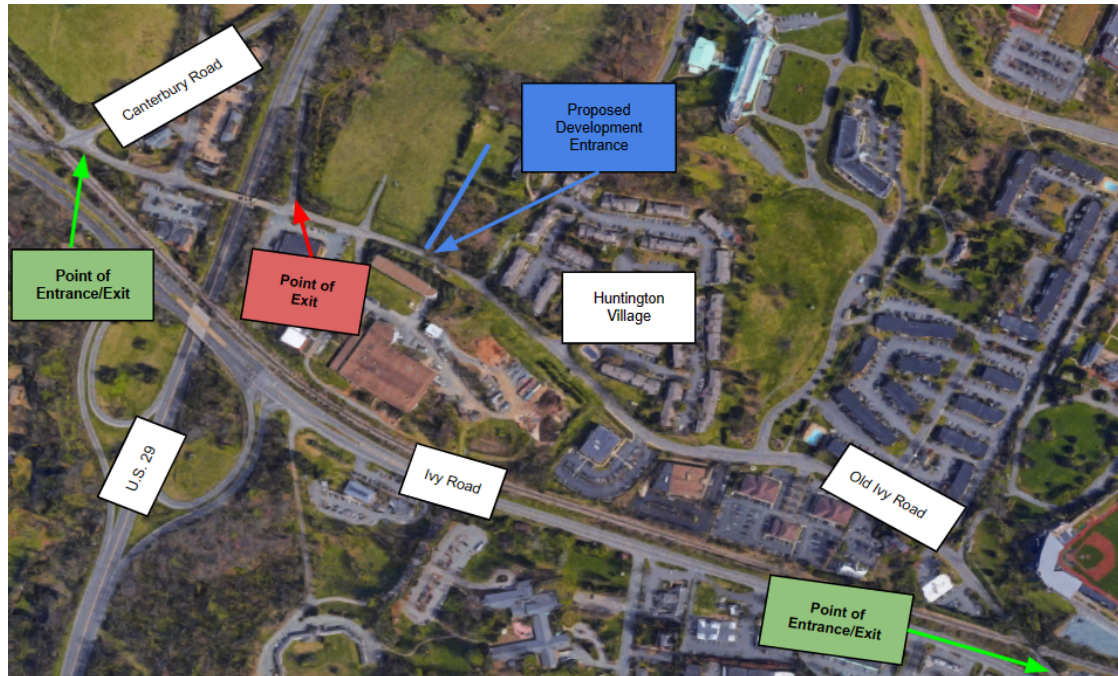 Canterbury Road
Proposed
Development
Entrance
Point of
Entrance/Exit
Point of
Exit
Huntington
Village
U.S. 29
Ivy Road
Old Ivy Road
Point of
Entrance/Exit